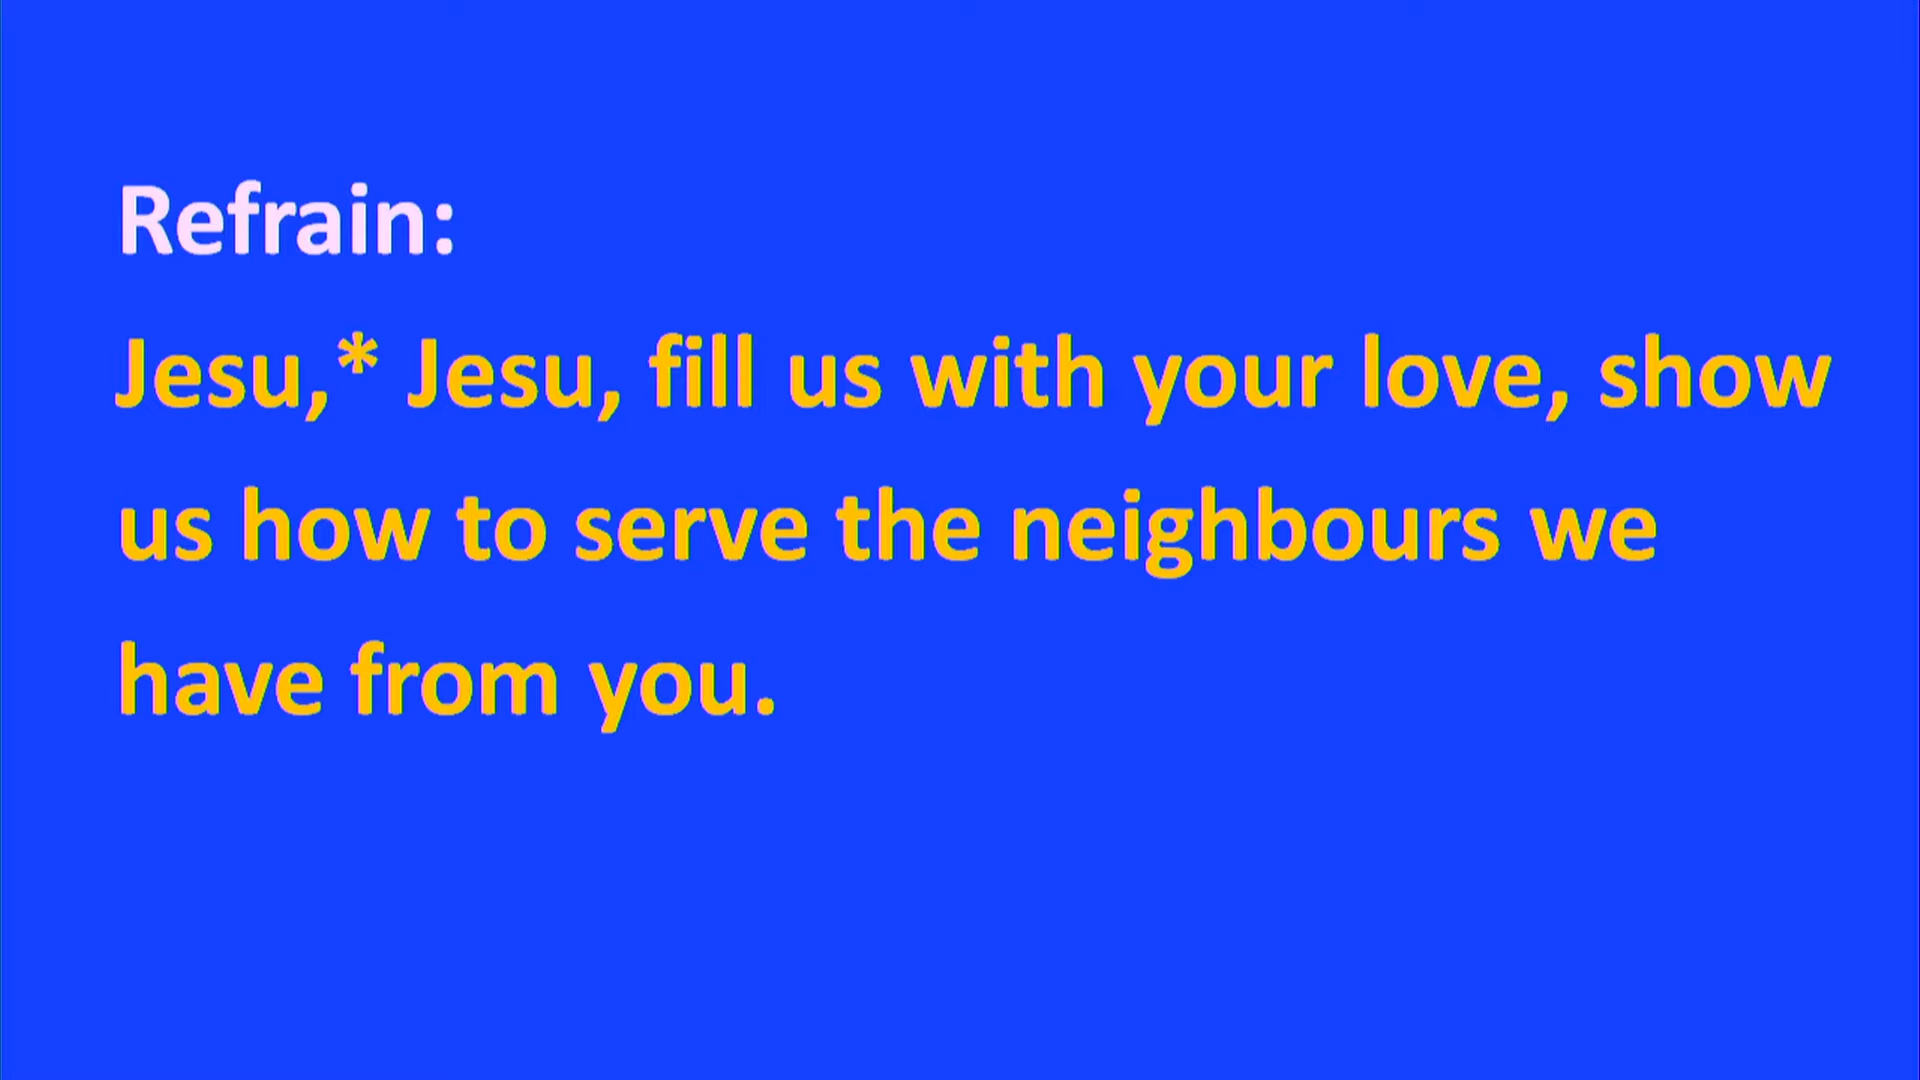 Refrain:
Jesu,* Jesu, fill us with your love, show
us how to serve the neighbours we
have from you.